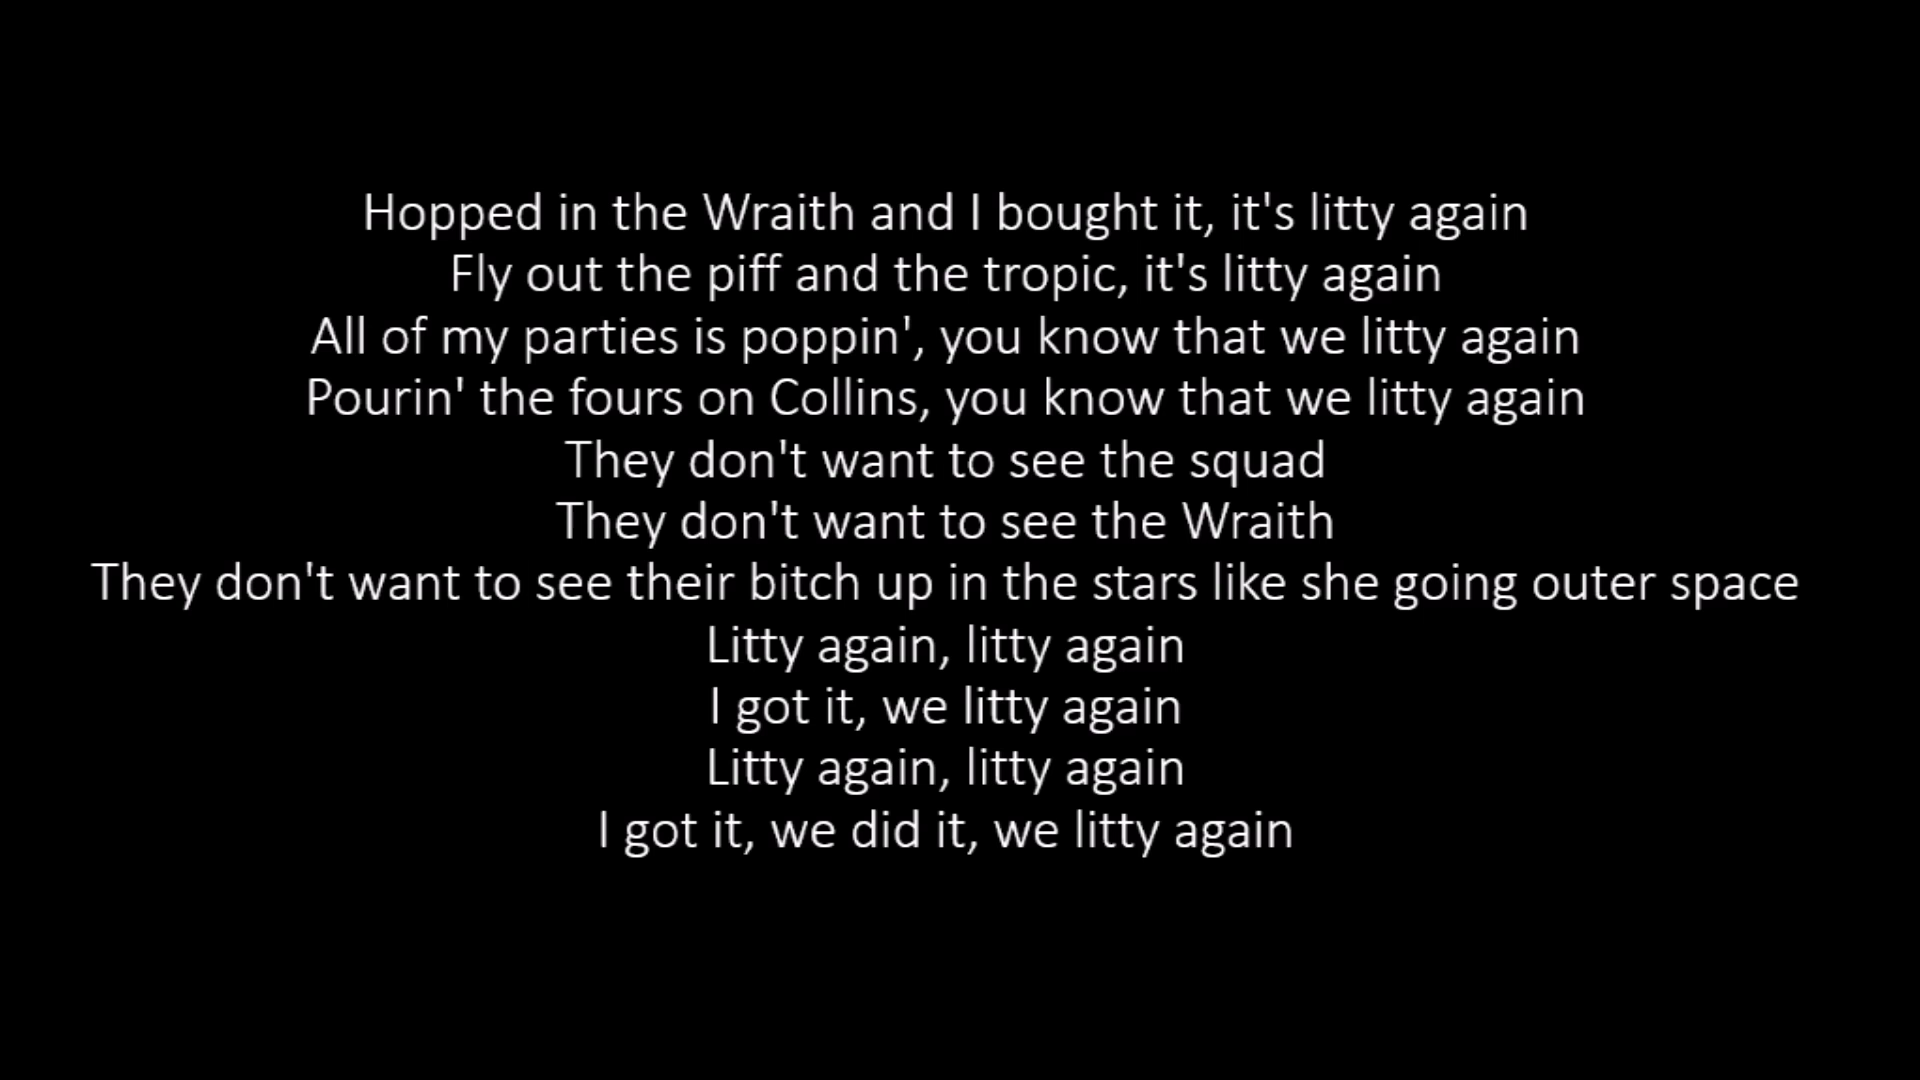 Hopped in the Wraith and I bought it, it's litty again
Fly out the piff and the tropic, it's litty again
All of my parties is poppin', you know that we litty again
Pourin' the fours on Collins, you know that we litty again
They don't want to see the squad
They don't want to see the Wraith
They don't want to see their bitch up in the stars like she going outer space
Litty again, litty again
I got it, we litty again
Litty again, litty again
I got it, we did it, we litty again